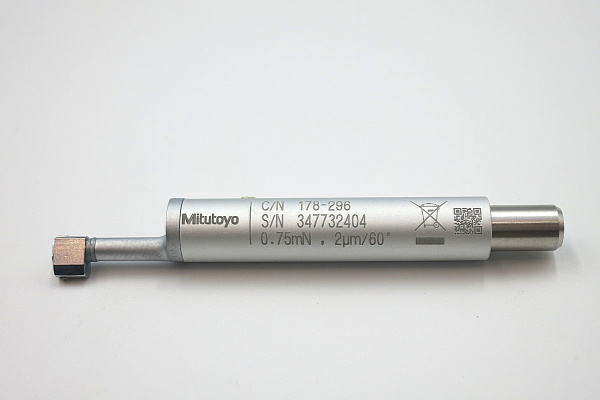 Mitutoyo
C/N 178-296
S/N 347732404
0.75mN , 2µm/60°